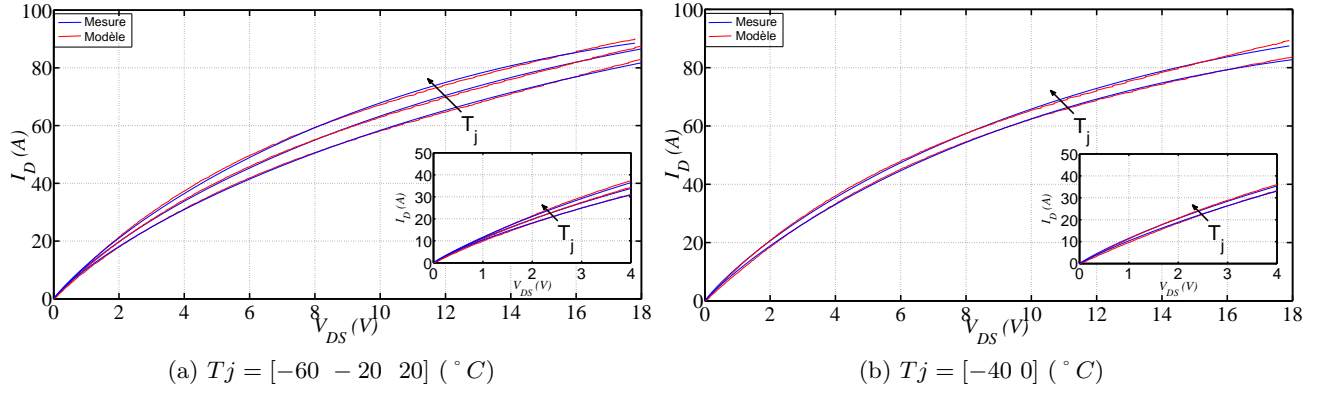 100
80
60
40
20
0
I_D (A)
Mesure
Modèle
T_j
50
40
30
20
10
0
I_D (A)
T_j
0 1 2 3 4
V_DS (V)
0 2 4 6 8 10 12 14 16 18
V_DS (V)
(a) Tj = [−60 −20 20] (°C)
100
80
60
40
20
0
I_D (A)
Mesure
Modèle
T_j
50
40
30
20
10
0
I_D (A)
T_j
0 1 2 3 4
V_DS (V)
0 2 4 6 8 10 12 14 16 18
V_DS (V)
(b) Tj = [−40 0] (°C)